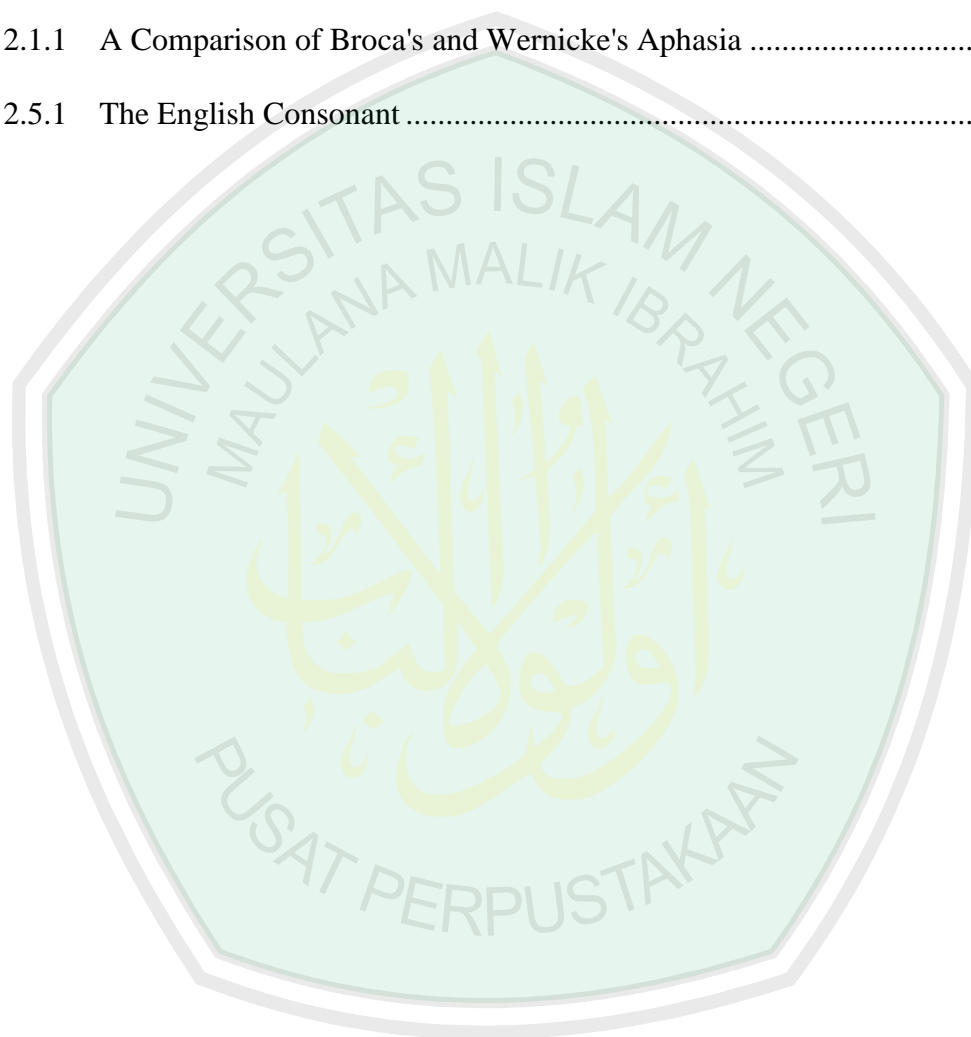 2.1.1 A Comparison of Broca's and Wernicke's Aphasia ............................
2.5.1 The English Consonant .......................................................................
UNIVERSITAS ISLAM NEGERI
MAULANA MALIK IBRAHIM
PUSAT PERPUSTAKAAN